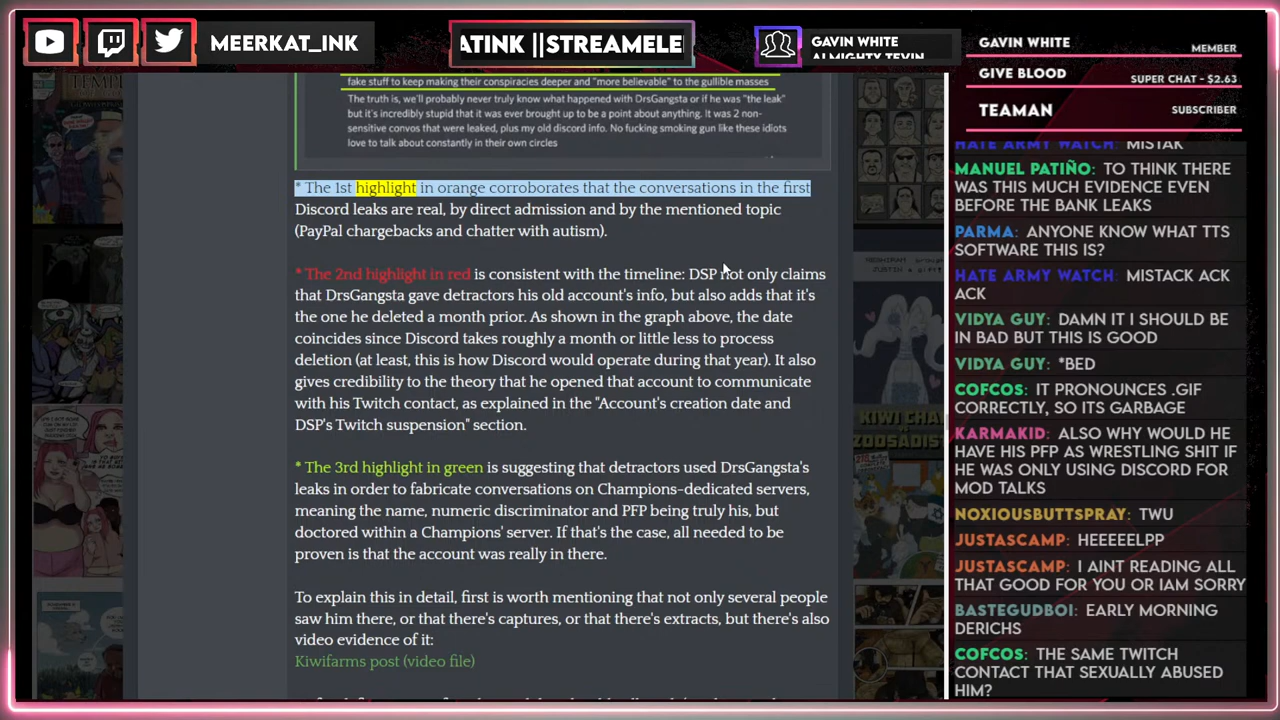 MEERKAT_INK
ATINK ||STREAMELE
GAVIN WHITE
ALMIGHTY TEVIN
GAVIN WHITE
MEMBER
GIVE BLOOD
SUPER CHAT - $2.63
TEAMAN
SUBSCRIBER
fake stuff to keep making their conspiracies deeper and "more believable" to the gullible masses
The truth is, we'll probably never truly know what happened with DrsGangsta or if he was "the leak"
but it's incredibly stupid that it was ever brought up to be a point about anything. It was 2 non-
sensitive convos that were leaked, plus my old discord info. No fucking smoking gun like these idiots
love to talk about constantly in their own circles
* The 1st highlight in orange corroborates that the conversations in the first
Discord leaks are real, by direct admission and by the mentioned topic
(PayPal chargebacks and chatter with autism).
* The 2nd highlight in red is consistent with the timeline: DSP not only claims
that DrsGangsta gave detractors his old account's info, but also adds that it's
the one he deleted a month prior. As shown in the graph above, the date
coincides since Discord takes roughly a month or little less to process
deletion (at least, this is how Discord would operate during that year). It also
gives credibility to the theory that he opened that account to communicate
with his Twitch contact, as explained in the "Account's creation date and
DSP's Twitch suspension" section.
* The 3rd highlight in green is suggesting that detractors used DrsGangsta's
leaks in order to fabricate conversations on Champions-dedicated servers,
meaning the name, numeric discriminator and PFP being truly his, but
doctored within a Champions' server. If that's the case, all needed to be
proven is that the account was really in there.
To explain this in detail, first is worth mentioning that not only several people
saw him there, or that there's captures, or that there's extracts, but there's also
video evidence of it:
Kiwifarms post (video file)
HATE ARMY WATCH: MISTAK
MANUEL PATIÑO: TO THINK THERE
WAS THIS MUCH EVIDENCE EVEN
BEFORE THE BANK LEAKS
PARMA: ANYONE KNOW WHAT TTS
SOFTWARE THIS IS?
HATE ARMY WATCH: MISTACK ACK
ACK
VIDYA GUY: DAMN IT I SHOULD BE
IN BAD BUT THIS IS GOOD
VIDYA GUY: *BED
COFCOS: IT PRONOUNCES .GIF
CORRECTLY, SO ITS GARBAGE
KARMAKID: ALSO WHY WOULD HE
HAVE HIS PFP AS WRESTLING SHIT IF
HE WAS ONLY USING DISCORD FOR
MOD TALKS
NOXIOUSBUTTSPRAY: TWU
JUSTASCAMP: HEEEEELPP
JUSTASCAMP: I AINT READING ALL
THAT GOOD FOR YOU OR IAM SORRY
BASTEGUDBOI: EARLY MORNING
DERICHS
COFCOS: THE SAME TWITCH
CONTACT THAT SEXUALLY ABUSED
HIM?